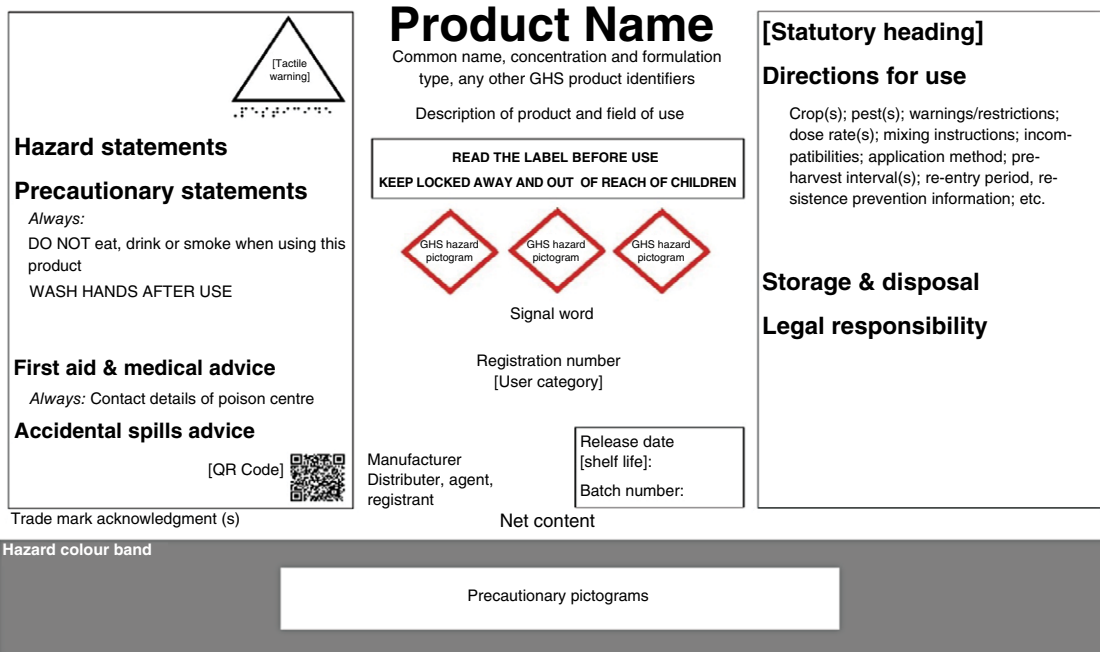 [Tactile
warning]
Hazard statements
Precautionary statements
Always:
DO NOT eat, drink or smoke when using this
product
WASH HANDS AFTER USE
First aid & medical advice
Always: Contact details of poison centre
Accidental spills advice
[QR Code]
Trade mark acknowledgment (s)
Product Name
Common name, concentration and formulation
type, any other GHS product identifiers
Description of product and field of use
READ THE LABEL BEFORE USE
KEEP LOCKED AWAY AND OUT OF REACH OF CHILDREN
GHS hazard
pictogram
GHS hazard
pictogram
GHS hazard
pictogram
Signal word
Registration number
[User category]
Manufacturer
Distributer, agent,
registrant
Release date
[shelf life]:
Batch number:
Net content
[Statutory heading]
Directions for use
Crop(s); pest(s); warnings/restrictions;
dose rate(s); mixing instructions; incom-
patibilities; application method; pre-
harvest interval(s); re-entry period, re-
sistence prevention information; etc.
Storage & disposal
Legal responsibility
Hazard colour band
Precautionary pictograms